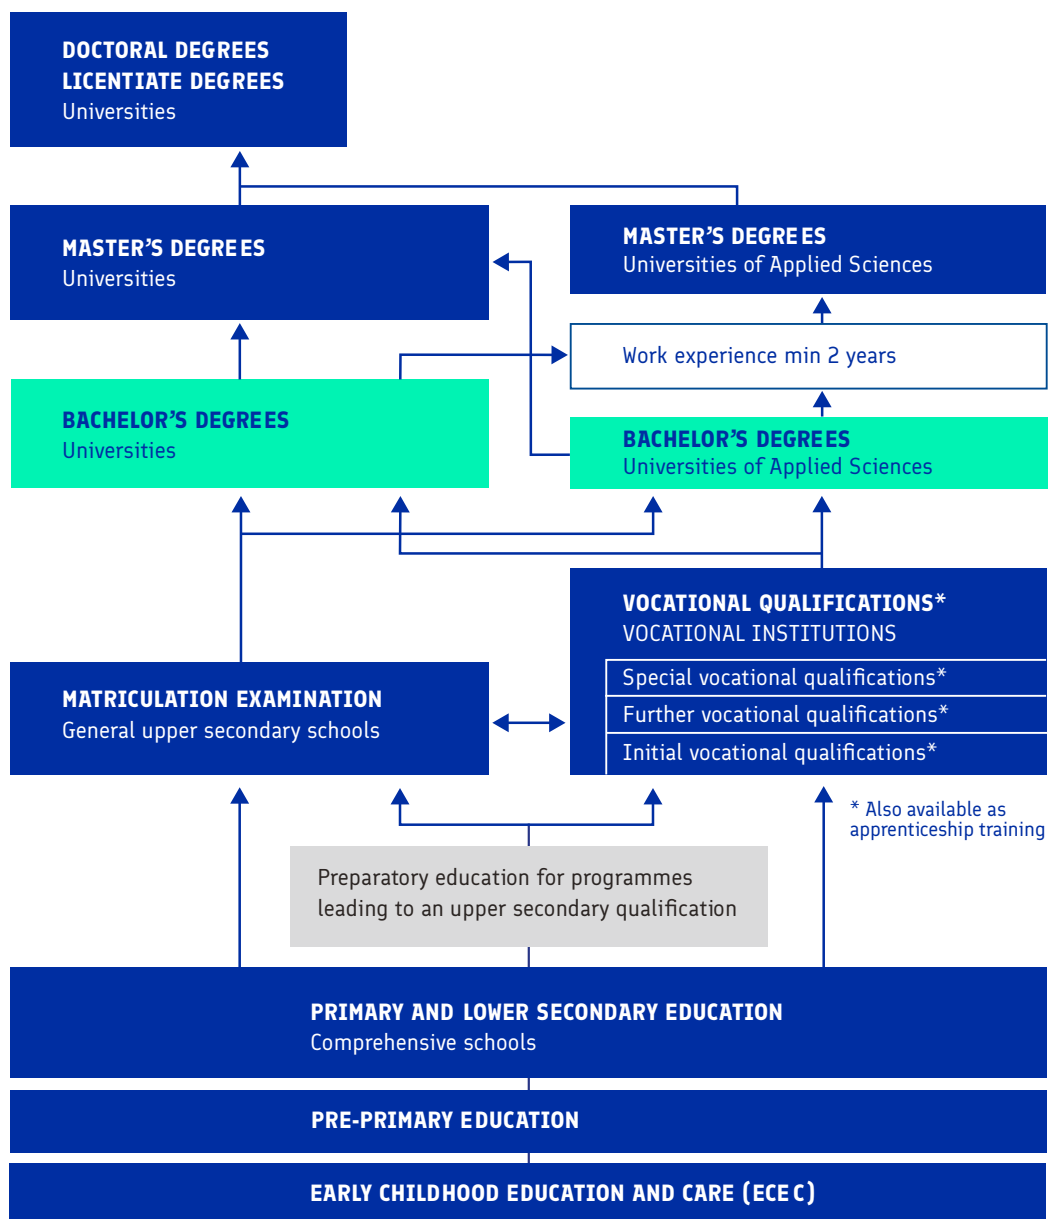 DOCTORAL DEGREES
LICENTIATE DEGREES
Universities
MASTER'S DEGREES
Universities
MASTER'S DEGREES
Universities of Applied Sciences
Work experience min 2 years
BACHELOR'S DEGREES
Universities
BACHELOR'S DEGREES
Universities of Applied Sciences
VOCATIONAL QUALIFICATIONS*
VOCATIONAL INSTITUTIONS
Special vocational qualifications*
Further vocational qualifications*
Initial vocational qualifications*
MATRICULATION EXAMINATION
General upper secondary schools
* Also available as
apprenticeship training
Preparatory education for programmes
leading to an upper secondary qualification
PRIMARY AND LOWER SECONDARY EDUCATION
Comprehensive schools
PRE-PRIMARY EDUCATION
EARLY CHILDHOOD EDUCATION AND CARE (ECEC)